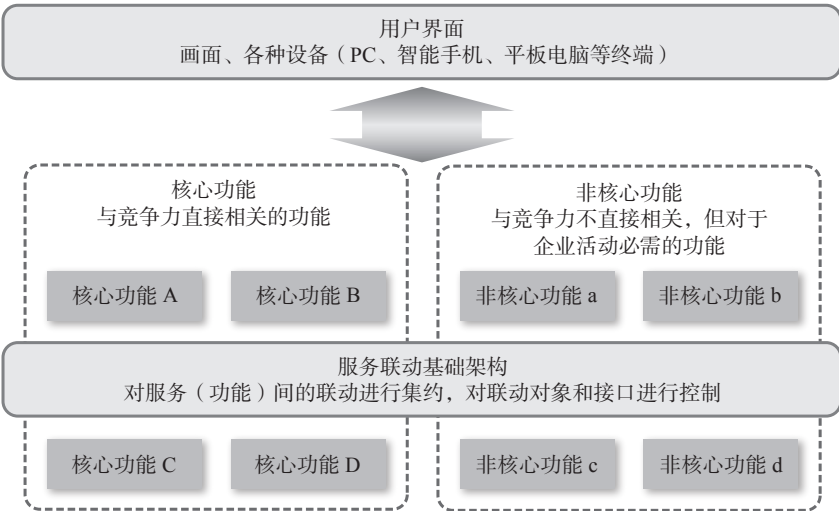 用户界面
画面、各种设备（PC、智能手机、平板电脑等终端）
核心功能
与竞争力直接相关的功能
非核心功能
与竞争力不直接相关，但对于
企业活动必需的功能
核心功能 A
核心功能 B
非核心功能 a
非核心功能 b
服务联动基础架构
对服务（功能）间的联动进行集约，对联动对象和接口进行控制
核心功能 C
核心功能 D
非核心功能 c
非核心功能 d